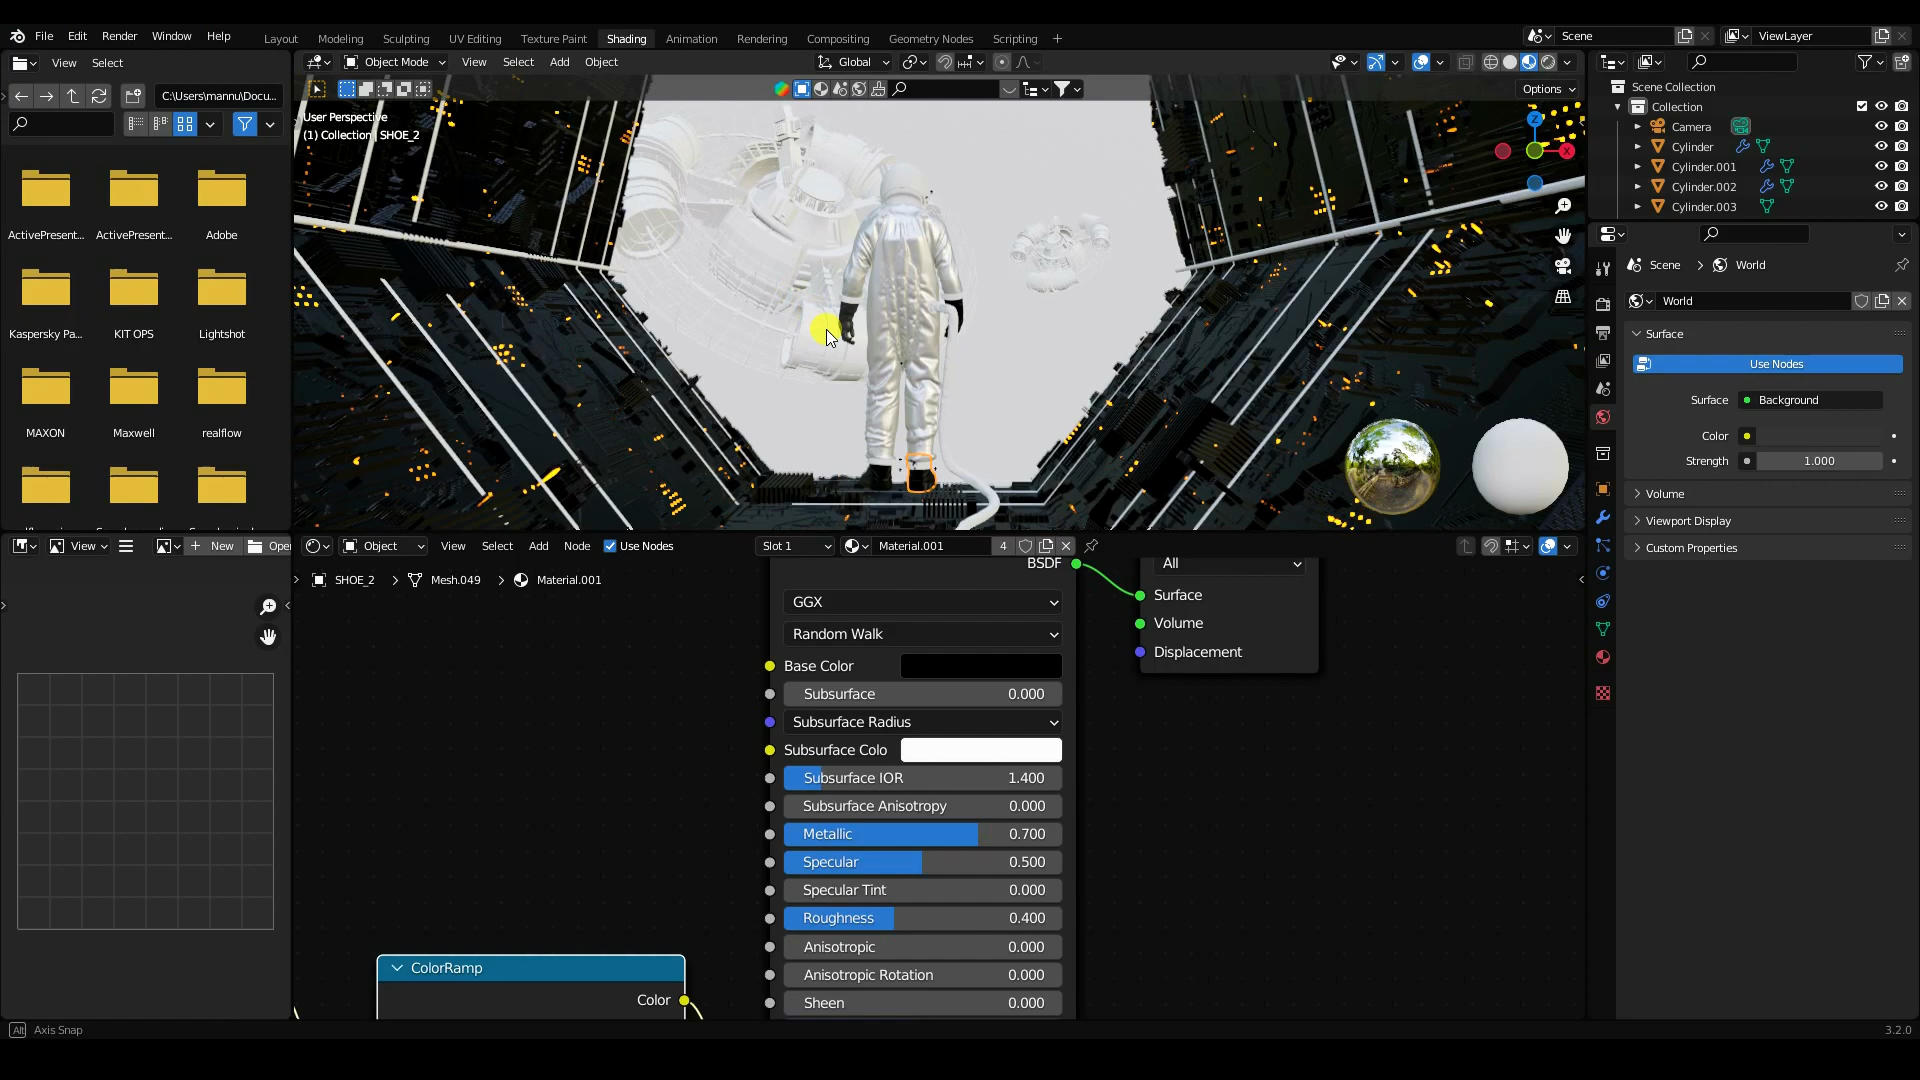 File Edit Render Window Help
Layout Modeling Sculpting UV Editing Texture Paint Shading Animation Rendering Compositing Geometry Nodes Scripting +
Scene
ViewLayer
View Select
Object Mode View Select Add Object
Global
C:\Users\mannu\Docu...
Options
User Perspective
(1) Collection | SHOE_2
Z
X
ActivePresent...
ActivePresent...
Adobe
Kaspersky Pa...
KIT OPS
Lightshot
MAXON
Maxwell
realflow
Scene Collection
Collection
Camera
Cylinder
Cylinder.001
Cylinder.002
Cylinder.003
Scene > World
World
Surface
Use Nodes
Surface Background
Color
Strength 1.000
Volume
Viewport Display
Custom Properties
View
+ New
Open
Object View Select Add Node Use Nodes
Slot 1
Material.001 4
SHOE_2 > Mesh.049 > Material.001
BSDF
GGX
Random Walk
Base Color
Subsurface 0.000
Subsurface Radius
Subsurface Colo
Subsurface IOR 1.400
Subsurface Anisotropy 0.000
Metallic 0.700
Specular 0.500
Specular Tint 0.000
Roughness 0.400
Anisotropic 0.000
Anisotropic Rotation 0.000
Sheen 0.000
All
Surface
Volume
Displacement
ColorRamp
Color
Alt Axis Snap
3.2.0